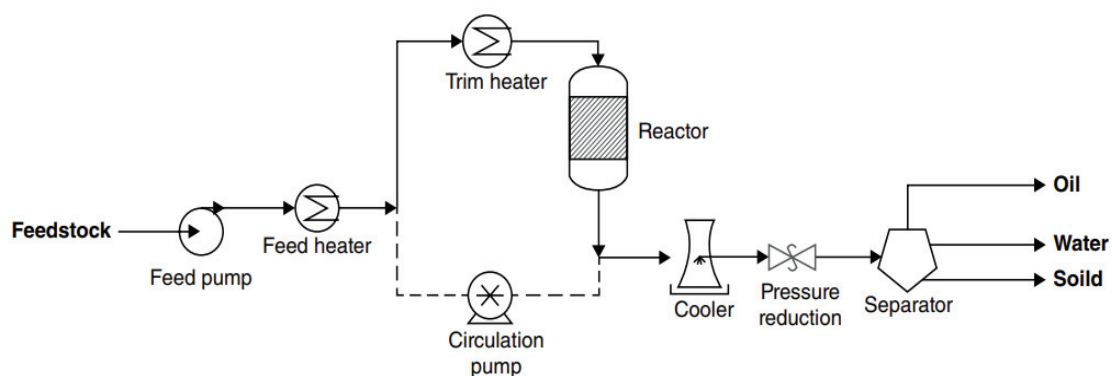 Trim heater
Reactor
Feedstock
Feed pump
Feed heater
Circulation
pump
Cooler
Pressure
reduction
Separator
Oil
Water
Soild